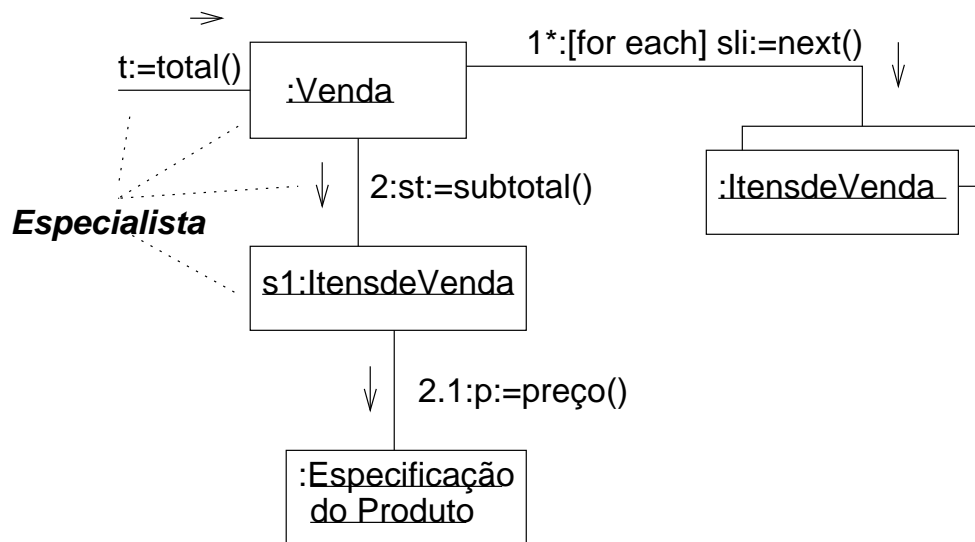 1*:[for each] sli:=next()
t:=total()
:Venda
:ItensdeVenda
2:st:=subtotal()
Especialista
s1:ItensdeVenda
2.1:p:=preço()
:Especificação
do Produto